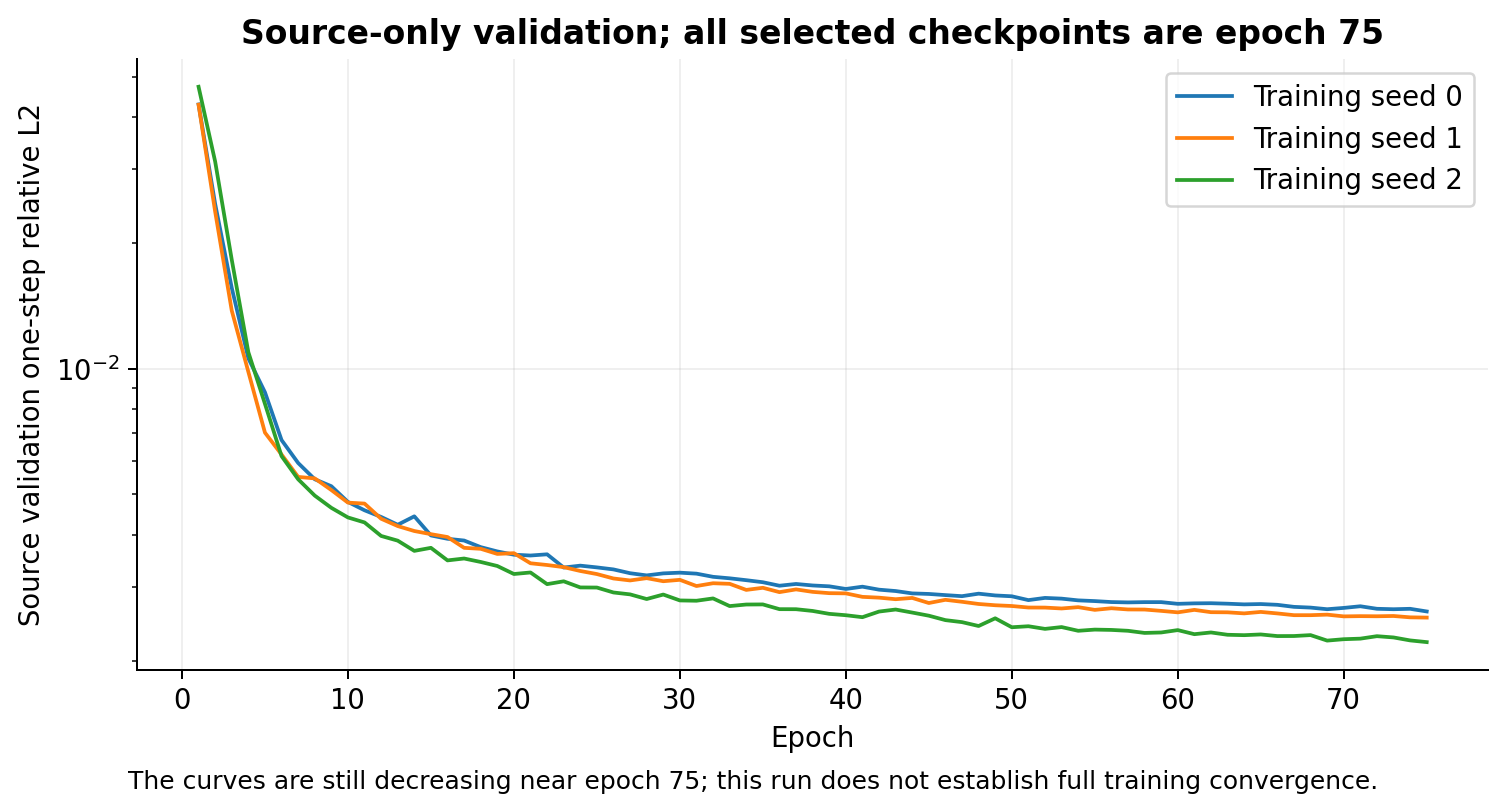 Source-only validation; all selected checkpoints are epoch 75
Source validation one-step relative L2
10⁻²
Training seed 0
Training seed 1
Training seed 2
0 10 20 30 40 50 60 70
Epoch
The curves are still decreasing near epoch 75; this run does not establish full training convergence.